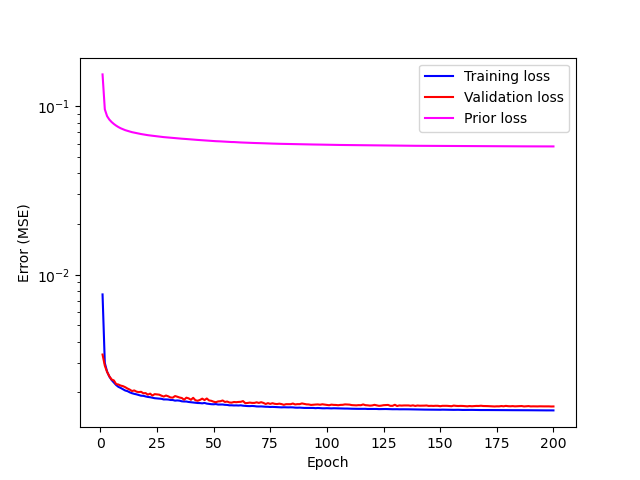 Training loss
Validation loss
Prior loss
10⁻¹
10⁻²
Error (MSE)
0 25 50 75 100 125 150 175 200
Epoch